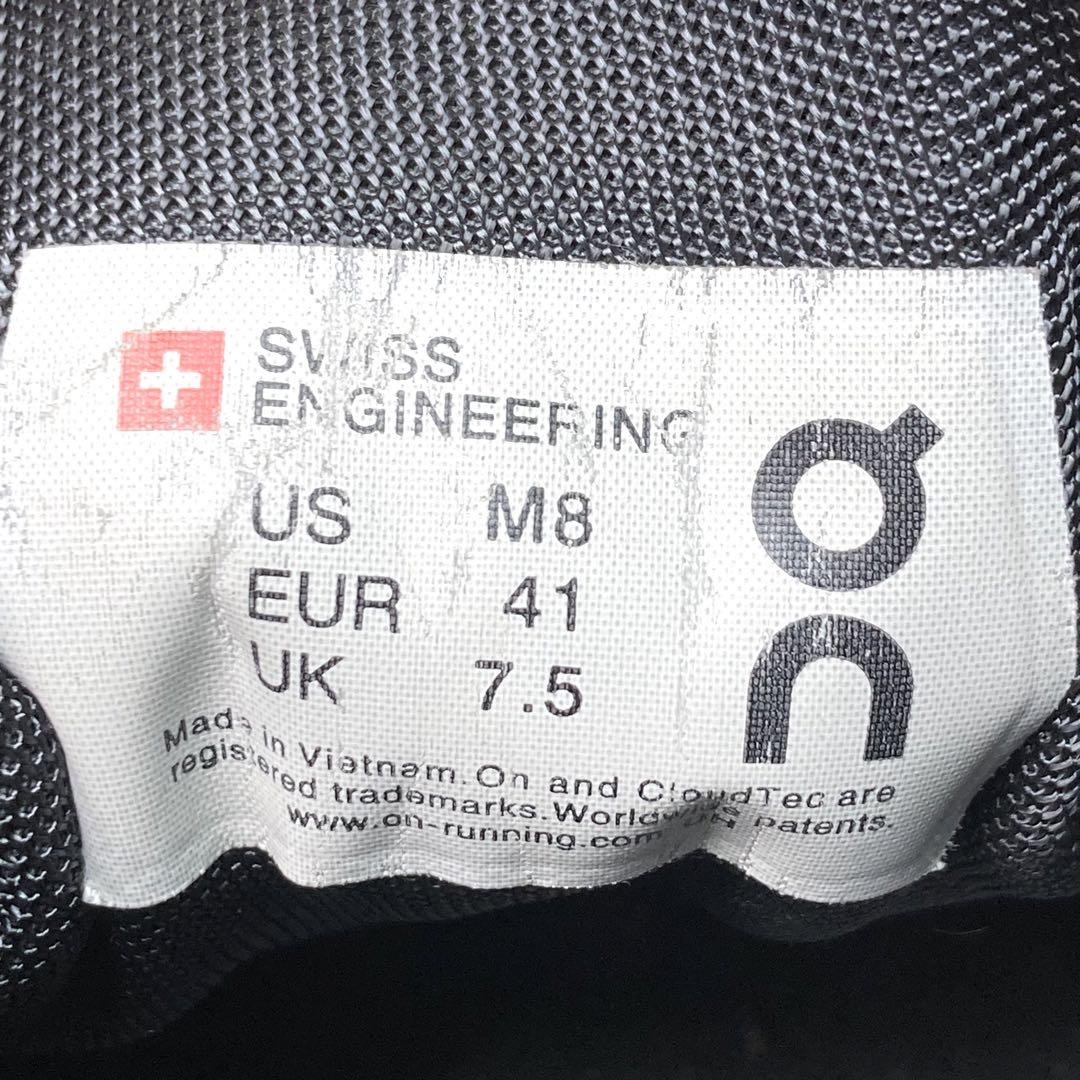 SWISS
ENGINEERING
US M8
EUR 41
UK 7.5
Made in Vietnam. On and CloudTec are
registered trademarks. Worldwide patents.
www.on-running.com
On